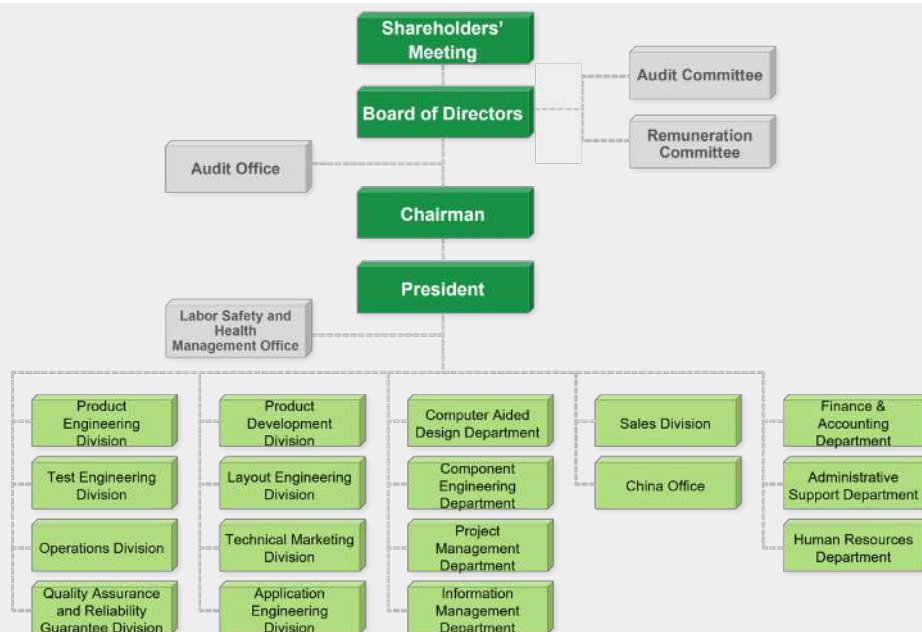 Shareholders'
Meeting
Audit Committee
Board of Directors
Remuneration
Committee
Audit Office
Chairman
President
Labor Safety and
Health
Management Office
Product
Engineering
Division
Test Engineering
Division
Operations Division
Quality Assurance
and Reliability
Guarantee Division
Product
Development
Division
Layout Engineering
Division
Technical Marketing
Division
Application
Engineering
Division
Computer Aided
Design Department
Component
Engineering
Department
Project
Management
Department
Information
Management
Department
Sales Division
China Office
Finance &
Accounting
Department
Administrative
Support Department
Human Resources
Department